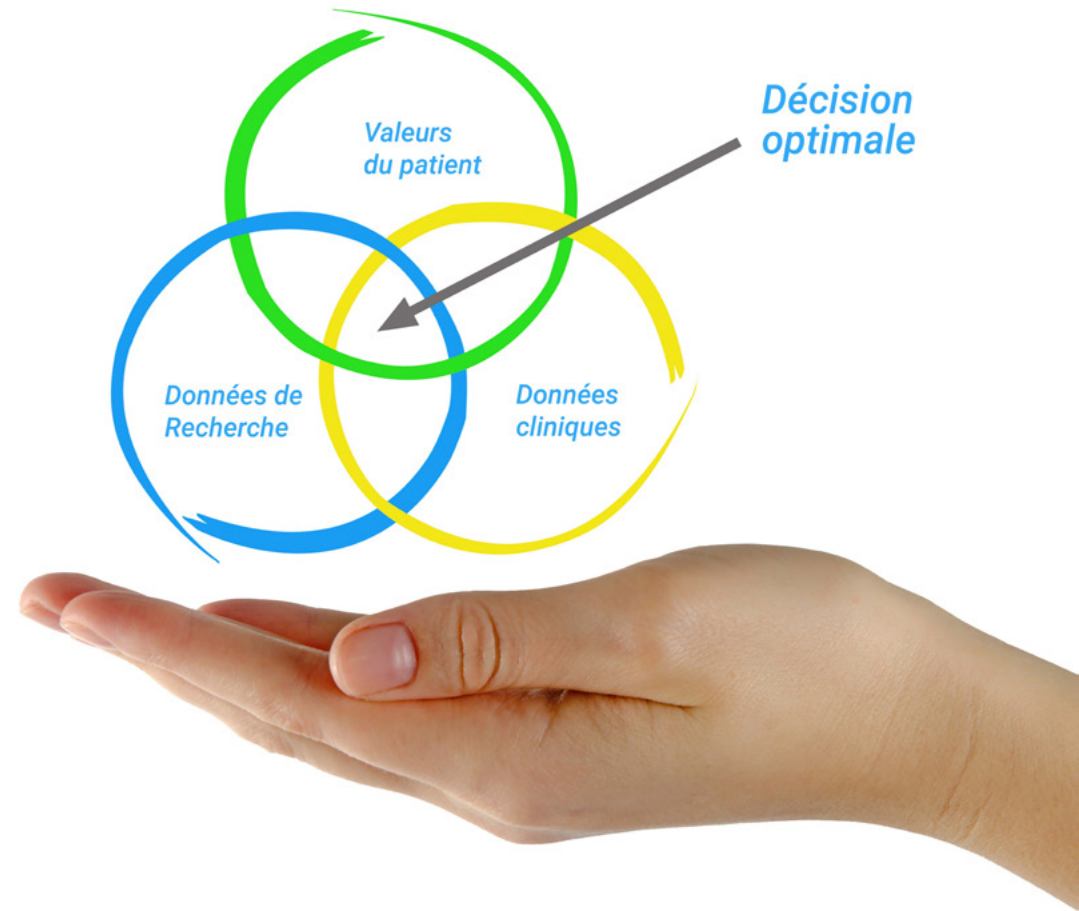 Décision
optimale
Valeurs
du patient
Données de
Recherche
Données
cliniques